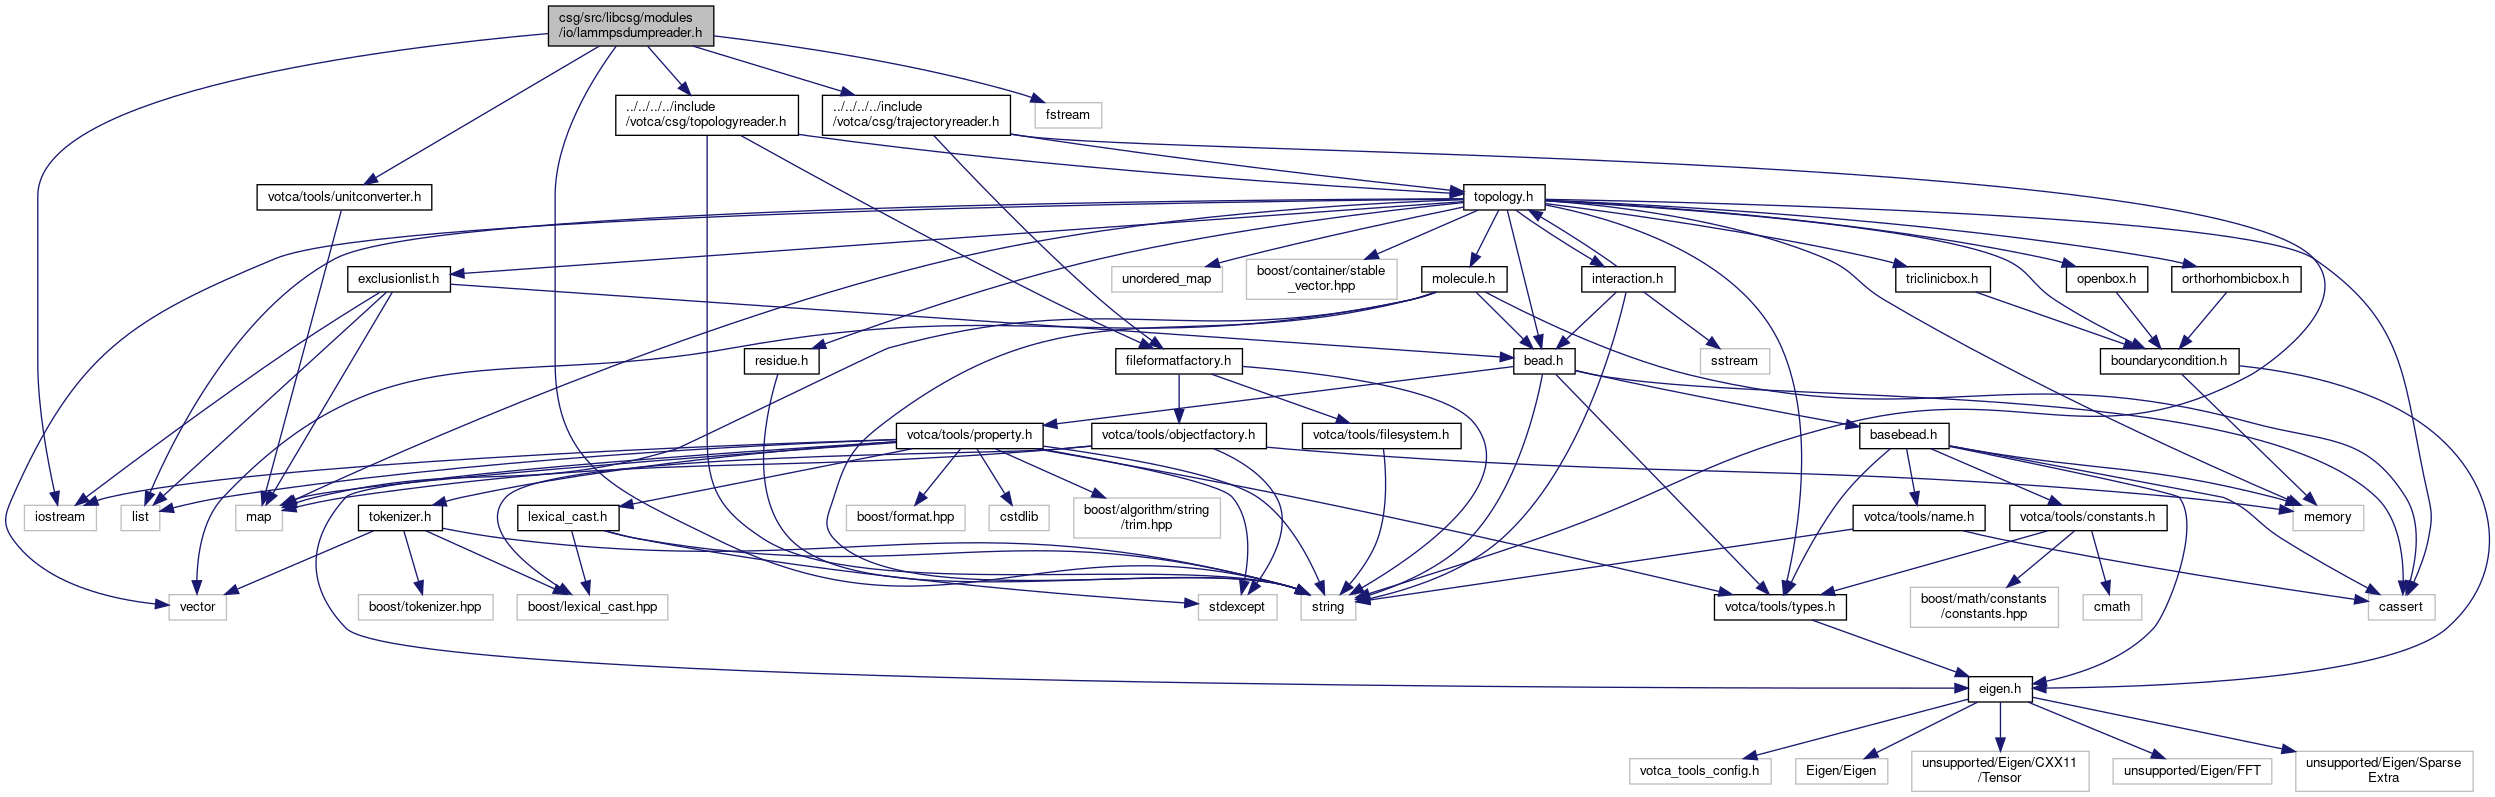 csg/src/libcsg/modules
/io/lammpsdumpreader.h
../../../../include
/votca/csg/topologyreader.h
../../../../include
/votca/csg/trajectoryreader.h
fstream
votca/tools/unitconverter.h
topology.h
exclusionlist.h
unordered_map
boost/container/stable
_vector.hpp
molecule.h
interaction.h
triclinicbox.h
openbox.h
orthorhombicbox.h
residue.h
fileformatfactory.h
bead.h
sstream
boundarycondition.h
votca/tools/property.h
votca/tools/objectfactory.h
votca/tools/filesystem.h
basebead.h
iostream
list
map
tokenizer.h
lexical_cast.h
boost/format.hpp
cstdlib
boost/algorithm/string
/trim.hpp
votca/tools/name.h
votca/tools/constants.h
memory
vector
boost/tokenizer.hpp
boost/lexical_cast.hpp
stdexcept
string
votca/tools/types.h
boost/math/constants
/constants.hpp
cmath
cassert
eigen.h
votca_tools_config.h
Eigen/Eigen
unsupported/Eigen/CXX11
/Tensor
unsupported/Eigen/FFT
unsupported/Eigen/Sparse
Extra